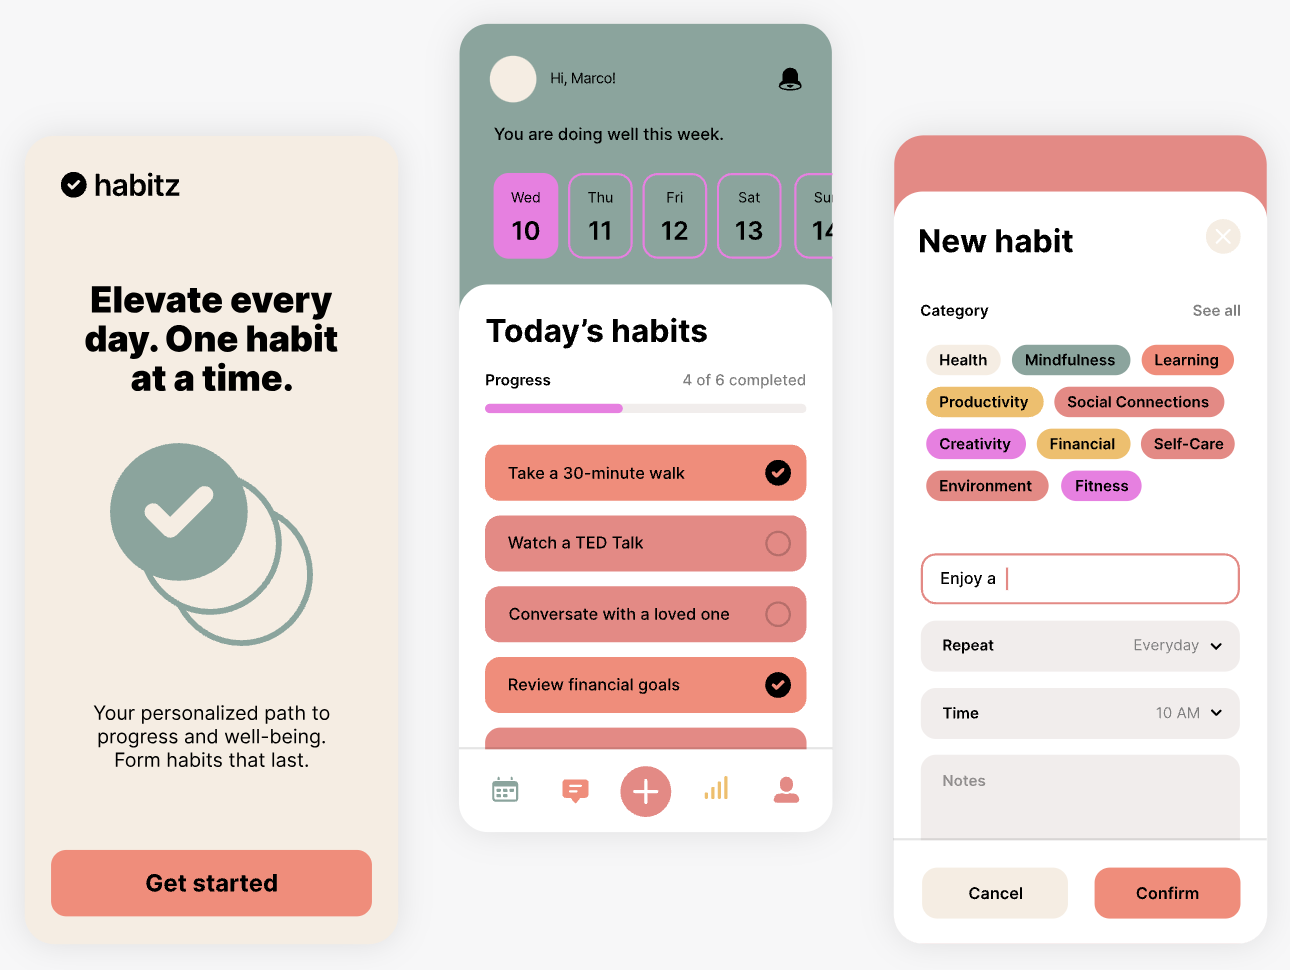 habitz
Elevate every
day. One habit
at a time.
Your personalized path to
progress and well-being.
Form habits that last.
Get started
Hi, Marco!
You are doing well this week.
Wed Thu Fri Sat Su
10 11 12 13 14
Today’s habits
Progress 4 of 6 completed
Take a 30-minute walk
Watch a TED Talk
Conversate with a loved one
Review financial goals
New habit
Category See all
Health Mindfulness Learning
Productivity Social Connections
Creativity Financial Self-Care
Environment Fitness
Enjoy a
Repeat Everyday
Time 10 AM
Notes
Cancel Confirm